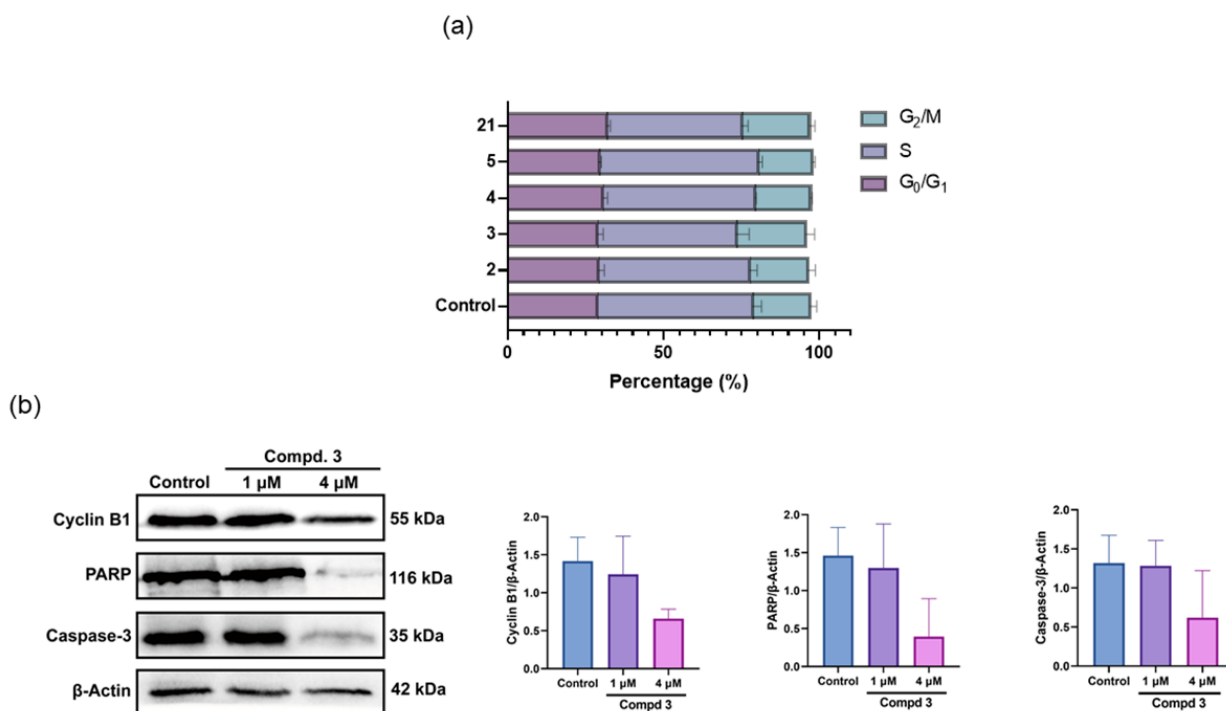 (a)
21
5
4
3
2
Control
0 50 100
Percentage (%)
G₂/M
S
G₀/G₁
(b)
Compd. 3
Control 1 µM 4 µM
Cyclin B1 55 kDa
PARP 116 kDa
Caspase-3 35 kDa
β-Actin 42 kDa
Cyclin B1/β-Actin
2.0
1.5
1.0
0.5
0.0
Control 1 µM 4 µM
Compd 3
PARP/β-Actin
2.0
1.5
1.0
0.5
0.0
Control 1 µM 4 µM
Compd 3
Caspase-3/β-Actin
2.0
1.5
1.0
0.5
0.0
Control 1 µM 4 µM
Compd 3